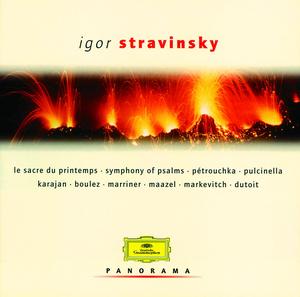 igor stravinsky
le sacre du printemps · symphony of psalms · pétrouchka · pulcinella
karajan · boulez · marriner · maazel · markevitch · dutoit
Deutsche
Grammophon
PANORAMA